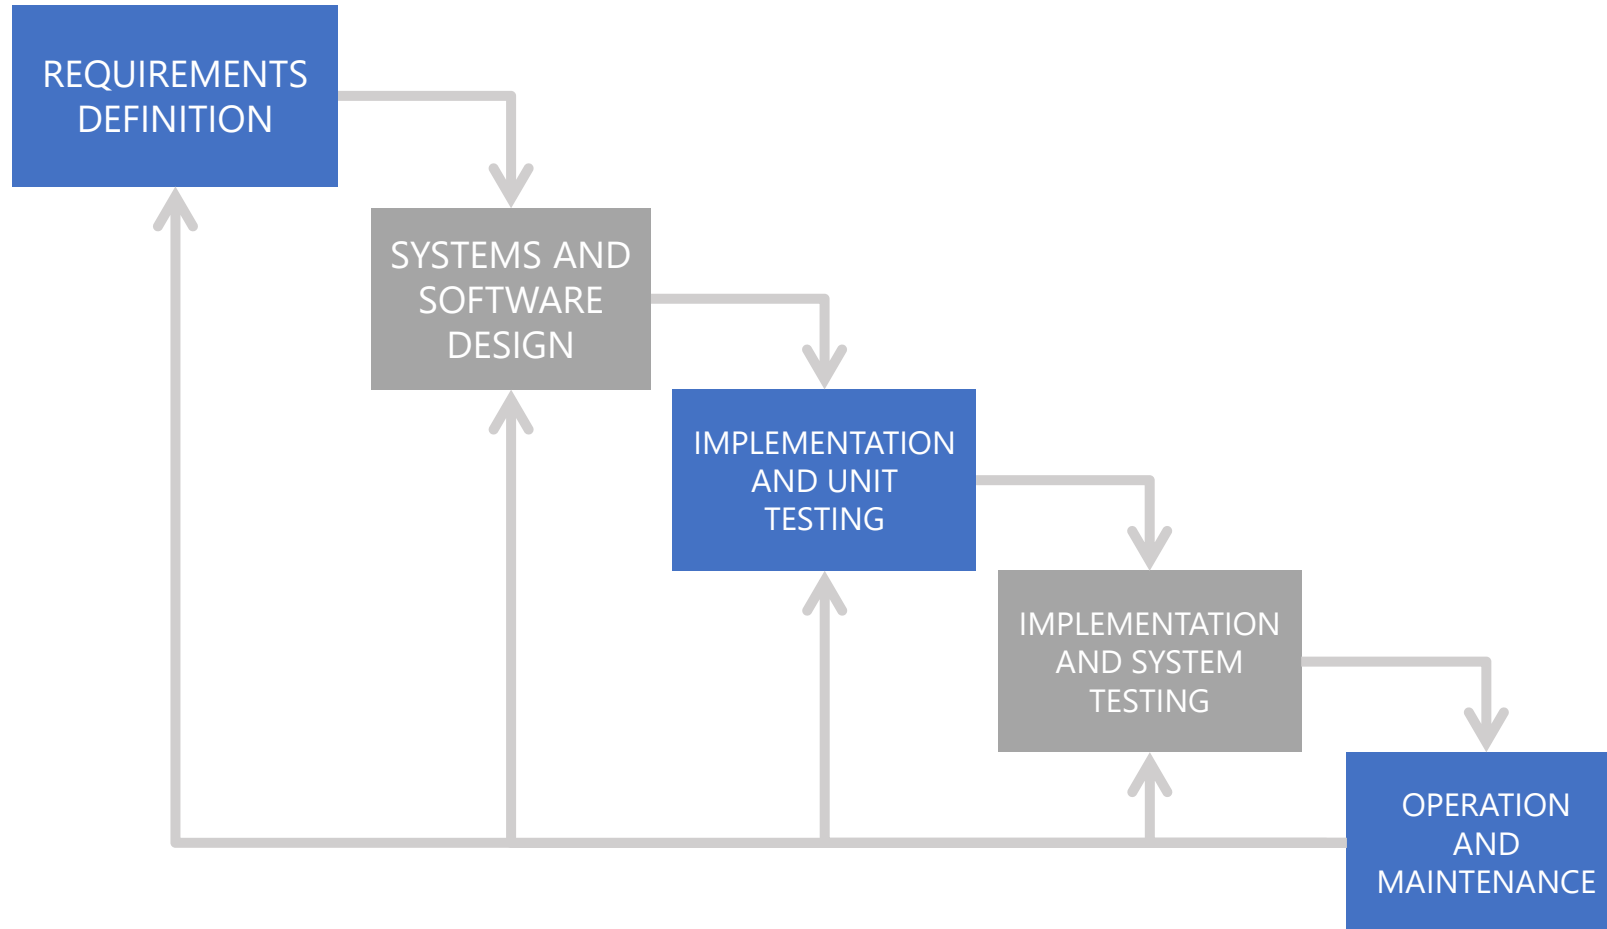 REQUIREMENTS
DEFINITION
SYSTEMS AND
SOFTWARE
DESIGN
IMPLEMENTATION
AND UNIT
TESTING
IMPLEMENTATION
AND SYSTEM
TESTING
OPERATION
AND
MAINTENANCE